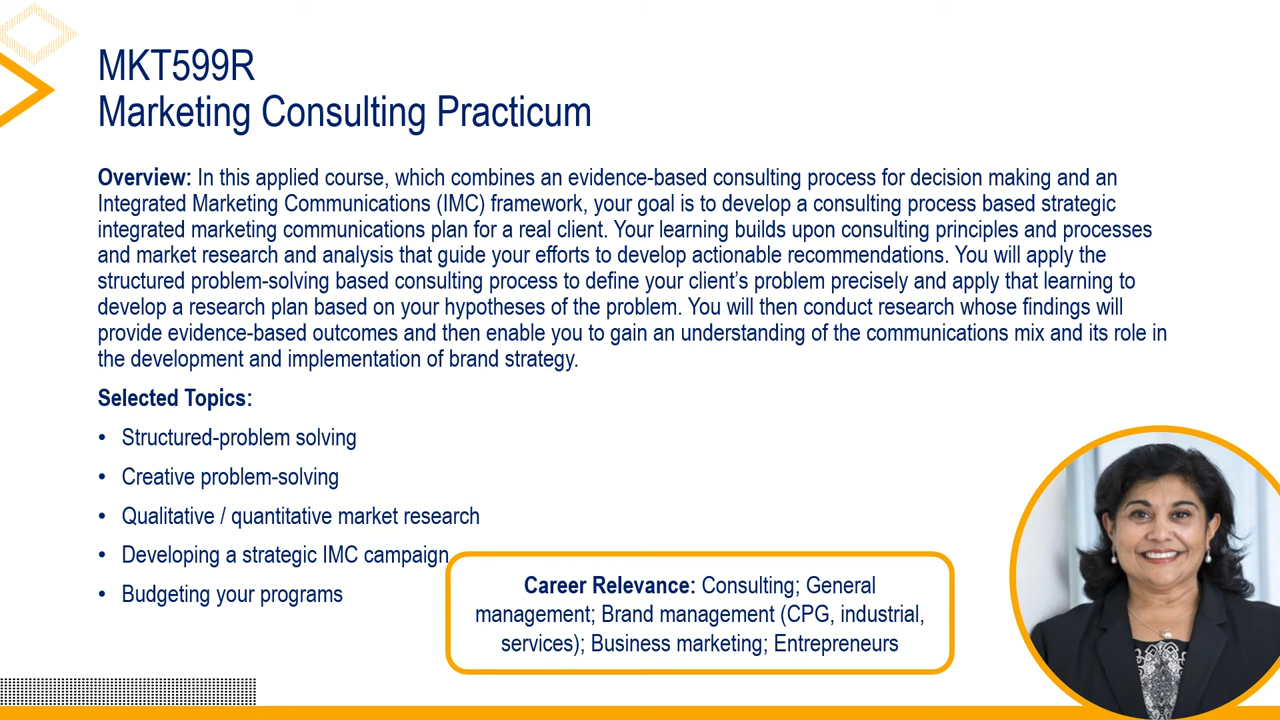 MKT599R
Marketing Consulting Practicum
Overview: In this applied course, which combines an evidence-based consulting process for decision making and an
Integrated Marketing Communications (IMC) framework, your goal is to develop a consulting process based strategic
integrated marketing communications plan for a real client. Your learning builds upon consulting principles and processes
and market research and analysis that guide your efforts to develop actionable recommendations. You will apply the
structured problem-solving based consulting process to define your client’s problem precisely and apply that learning to
develop a research plan based on your hypotheses of the problem. You will then conduct research whose findings will
provide evidence-based outcomes and then enable you to gain an understanding of the communications mix and its role in
the development and implementation of brand strategy.
Selected Topics:
• Structured-problem solving
• Creative problem-solving
• Qualitative / quantitative market research
• Developing a strategic IMC campaign
• Budgeting your programs
Career Relevance: Consulting; General
management; Brand management (CPG, industrial,
services); Business marketing; Entrepreneurs